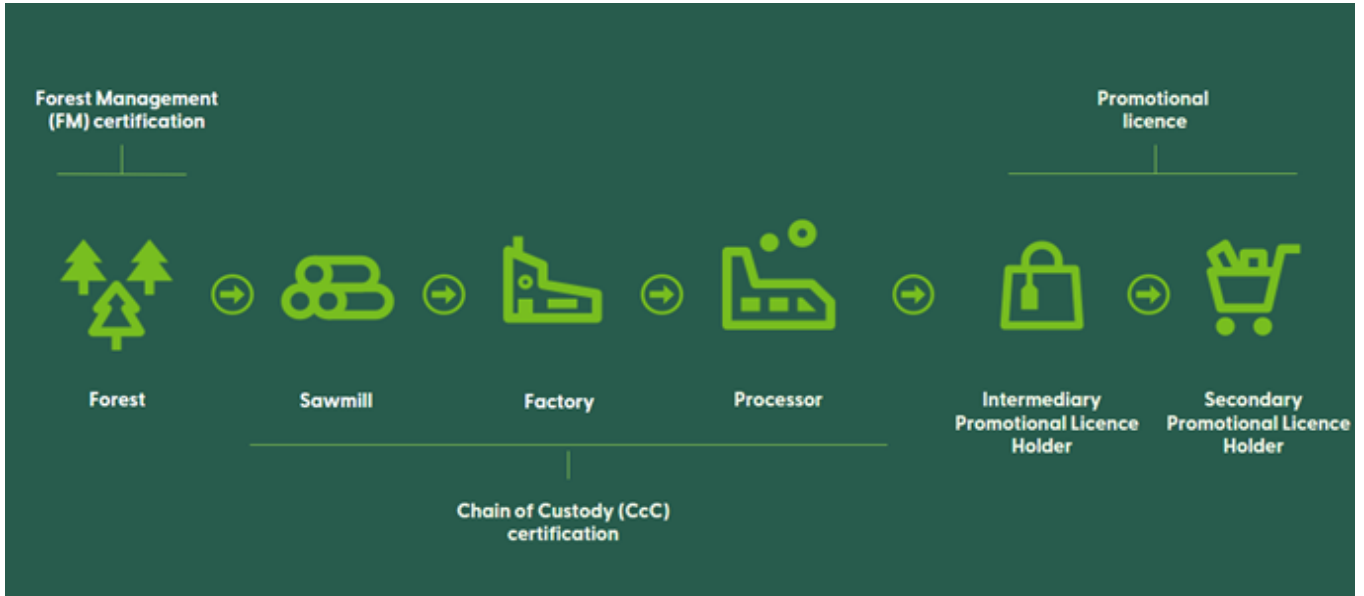 Forest Management
(FM) certification
Promotional
licence
Forest
Sawmill
Factory
Processor
Intermediary
Promotional Licence
Holder
Secondary
Promotional Licence
Holder
Chain of Custody (CcC)
certification